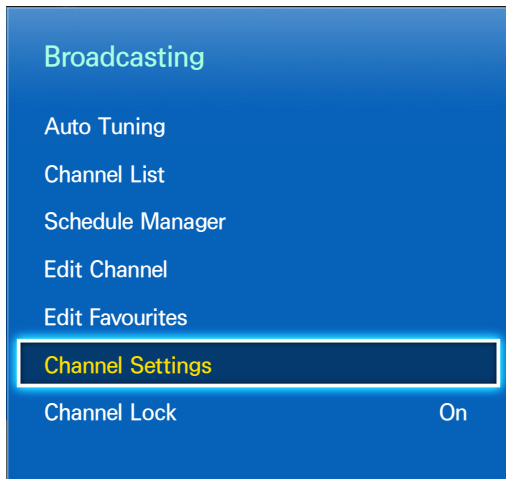 Broadcasting
Auto Tuning
Channel List
Schedule Manager
Edit Channel
Edit Favourites
Channel Settings
Channel Lock On